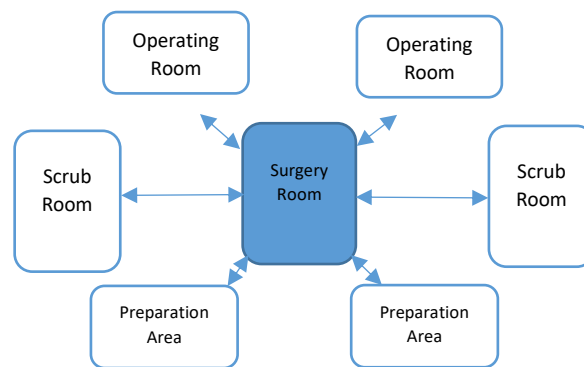 Operating
Room
Operating
Room
Scrub
Room
Surgery
Room
Scrub
Room
Preparation
Area
Preparation
Area